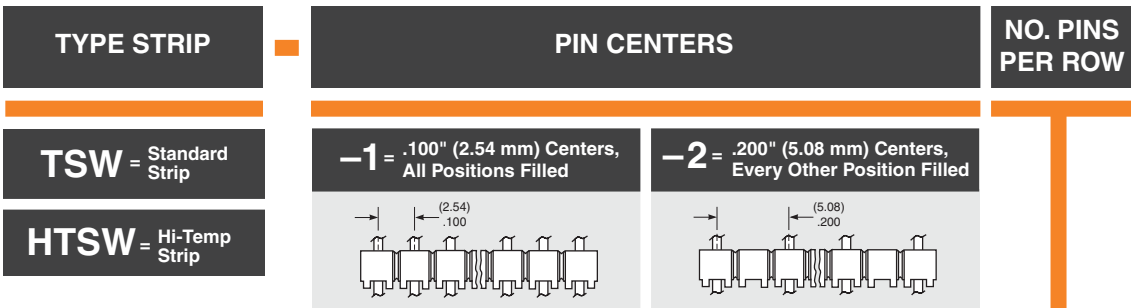 TYPE STRIP
PIN CENTERS
NO. PINS
PER ROW
TSW = Standard
Strip
HTSW = Hi-Temp
Strip
–1 = .100" (2.54 mm) Centers,
All Positions Filled
(2.54)
.100
–2 = .200" (5.08 mm) Centers,
Every Other Position Filled
(5.08)
.200